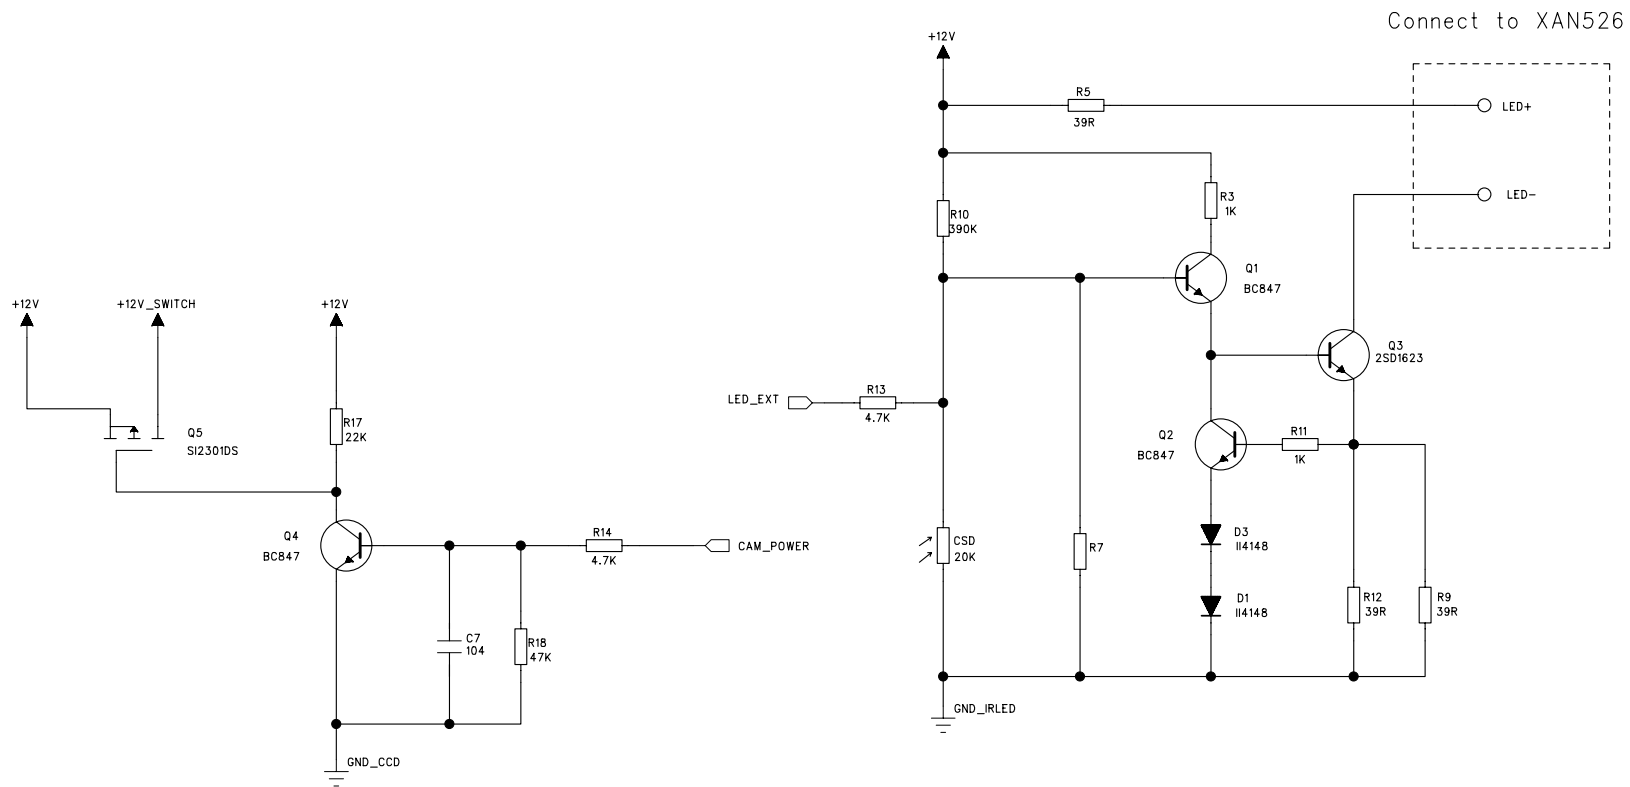 Connect to XAN526
+12V
R5
39R
LED+
LED-
R3
1K
R10
390K
Q1
BC847
+12V
+12V_SWITCH
+12V
Q3
2SD1623
LED_EXT
R13
4.7K
R17
22K
Q5
SI2301DS
Q2
BC847
R11
1K
Q4
BC847
R14
4.7K
CAM_POWER
CSD
20K
R7
D3
II4148
D1
II4148
R12
39R
R9
39R
C7
104
R18
47K
GND_IRLED
GND_CCD